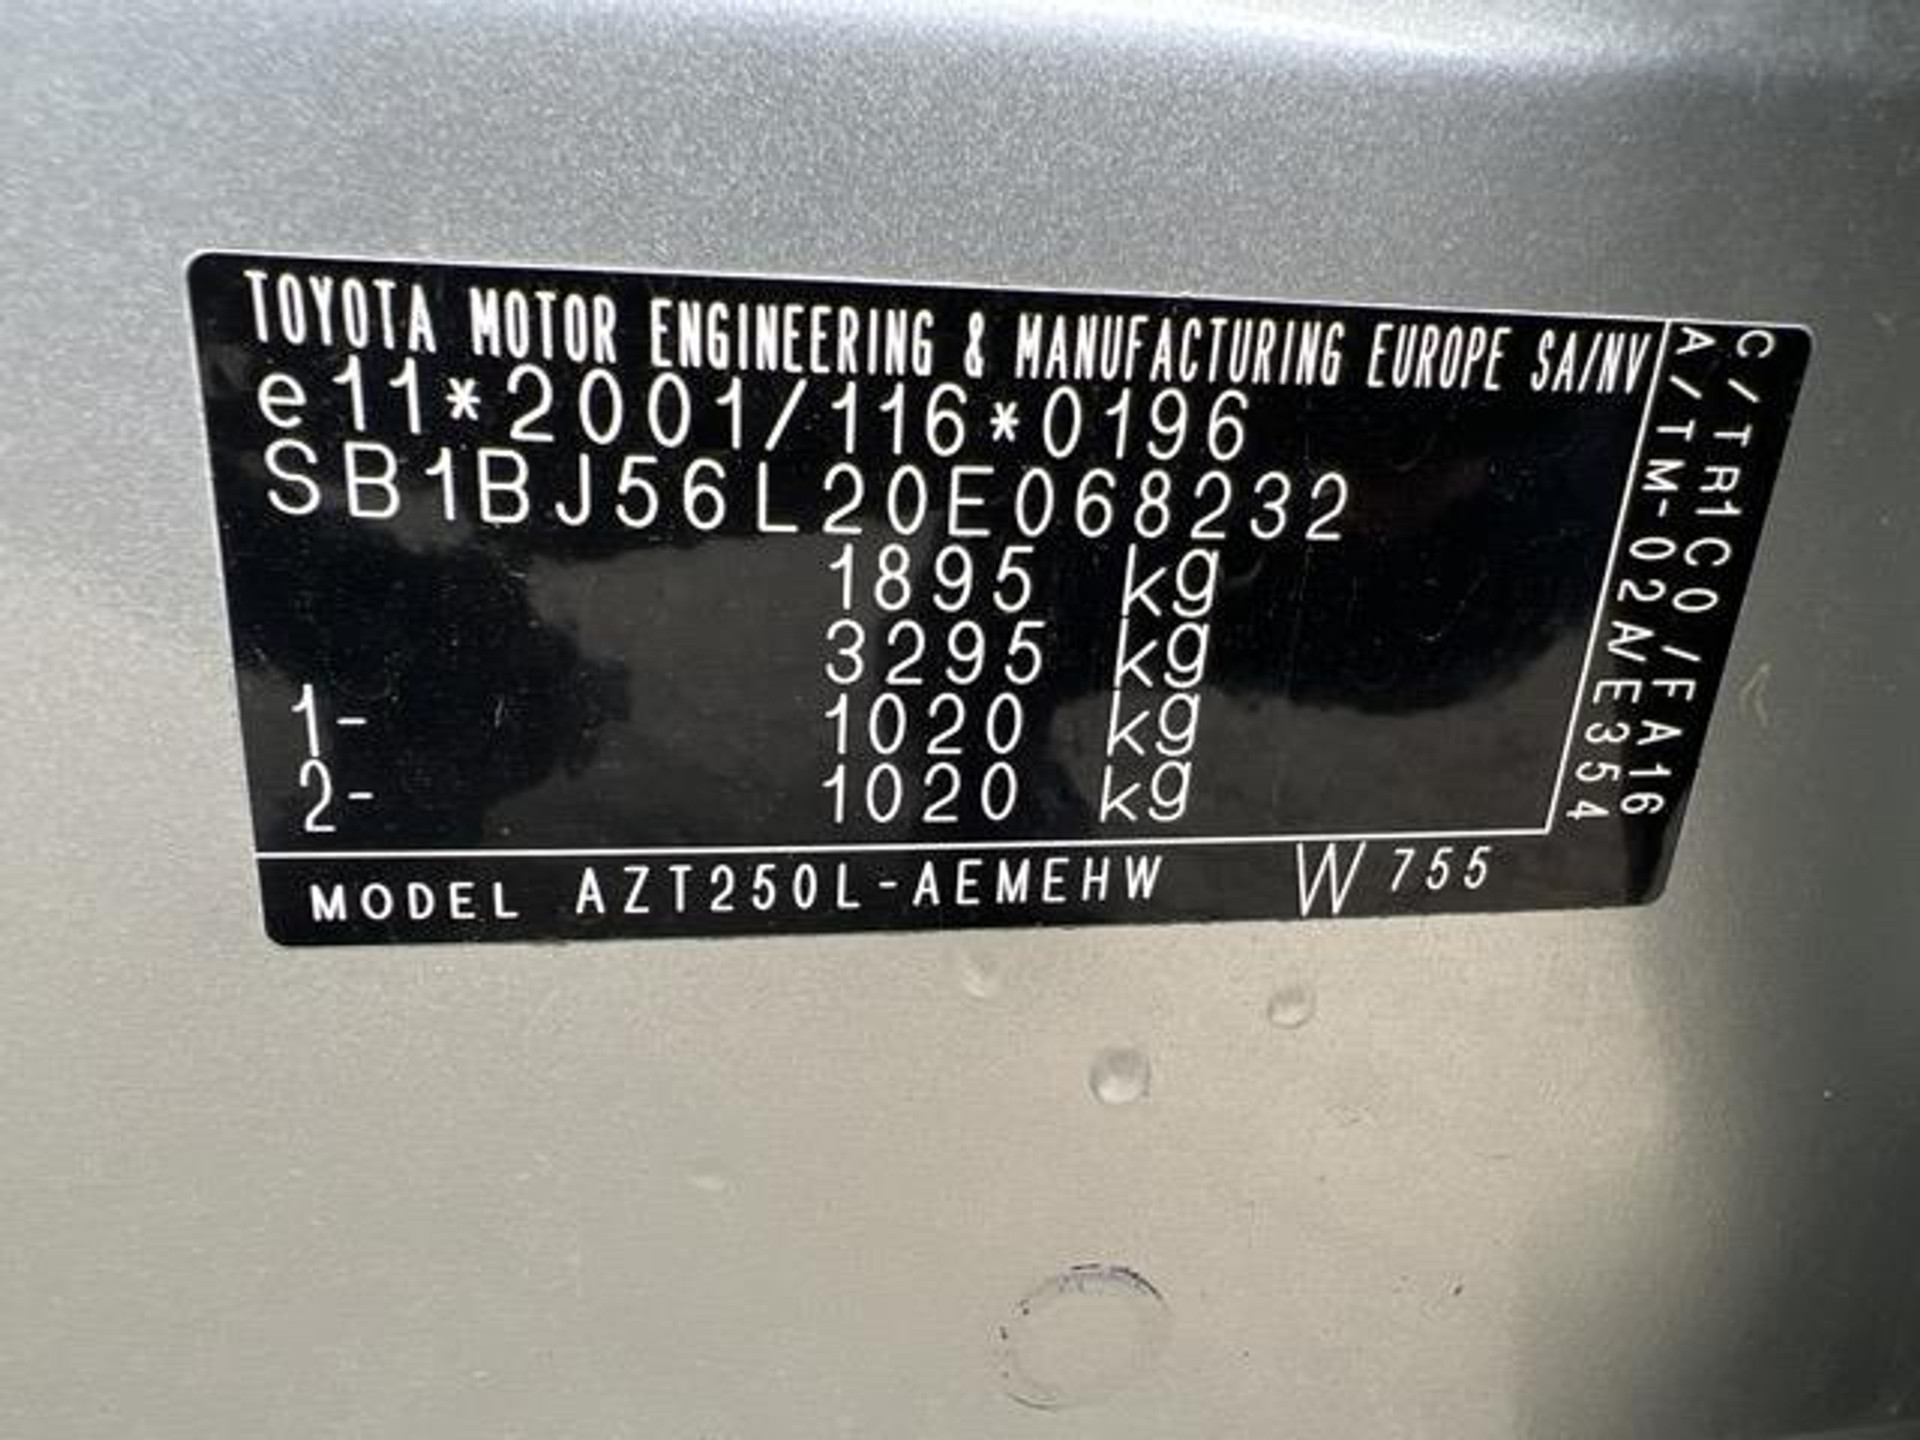 TOYOTA MOTOR ENGINEERING & MANUFACTURING EUROPE SA/NV
e11*2001/116*0196
SB1BJ56L20E068232
1895 kg
3295 kg
1- 1020 kg
2- 1020 kg
MODEL AZT250L-AEMEHW W755
C/TR1C0/FA16
A/TM-02A/E354